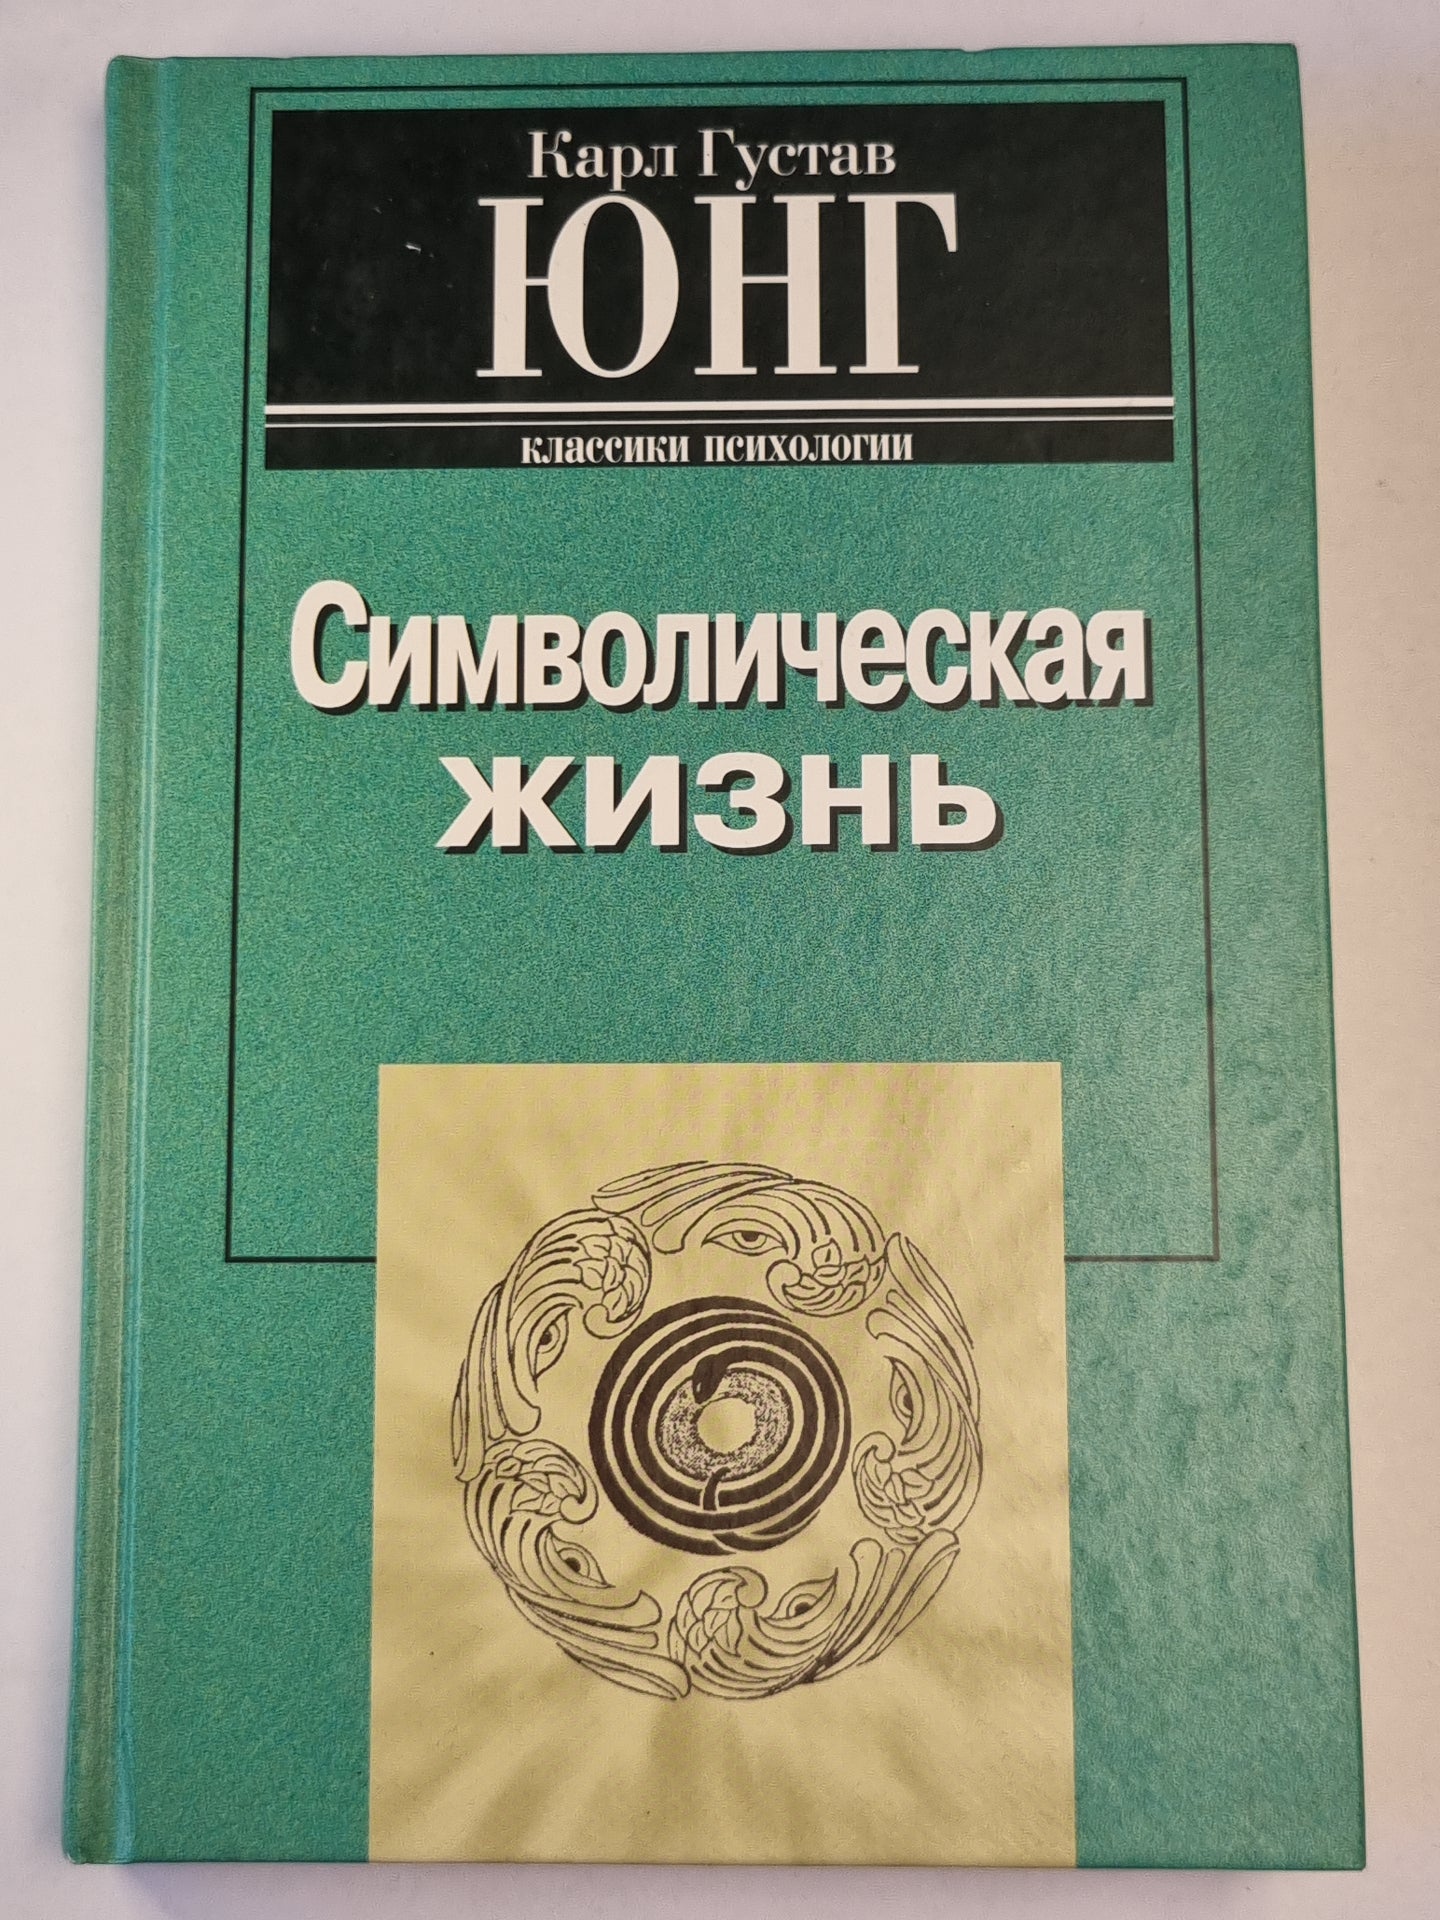 Карл Густав
ЮНГ
классики психологии
Символическая
жизнь